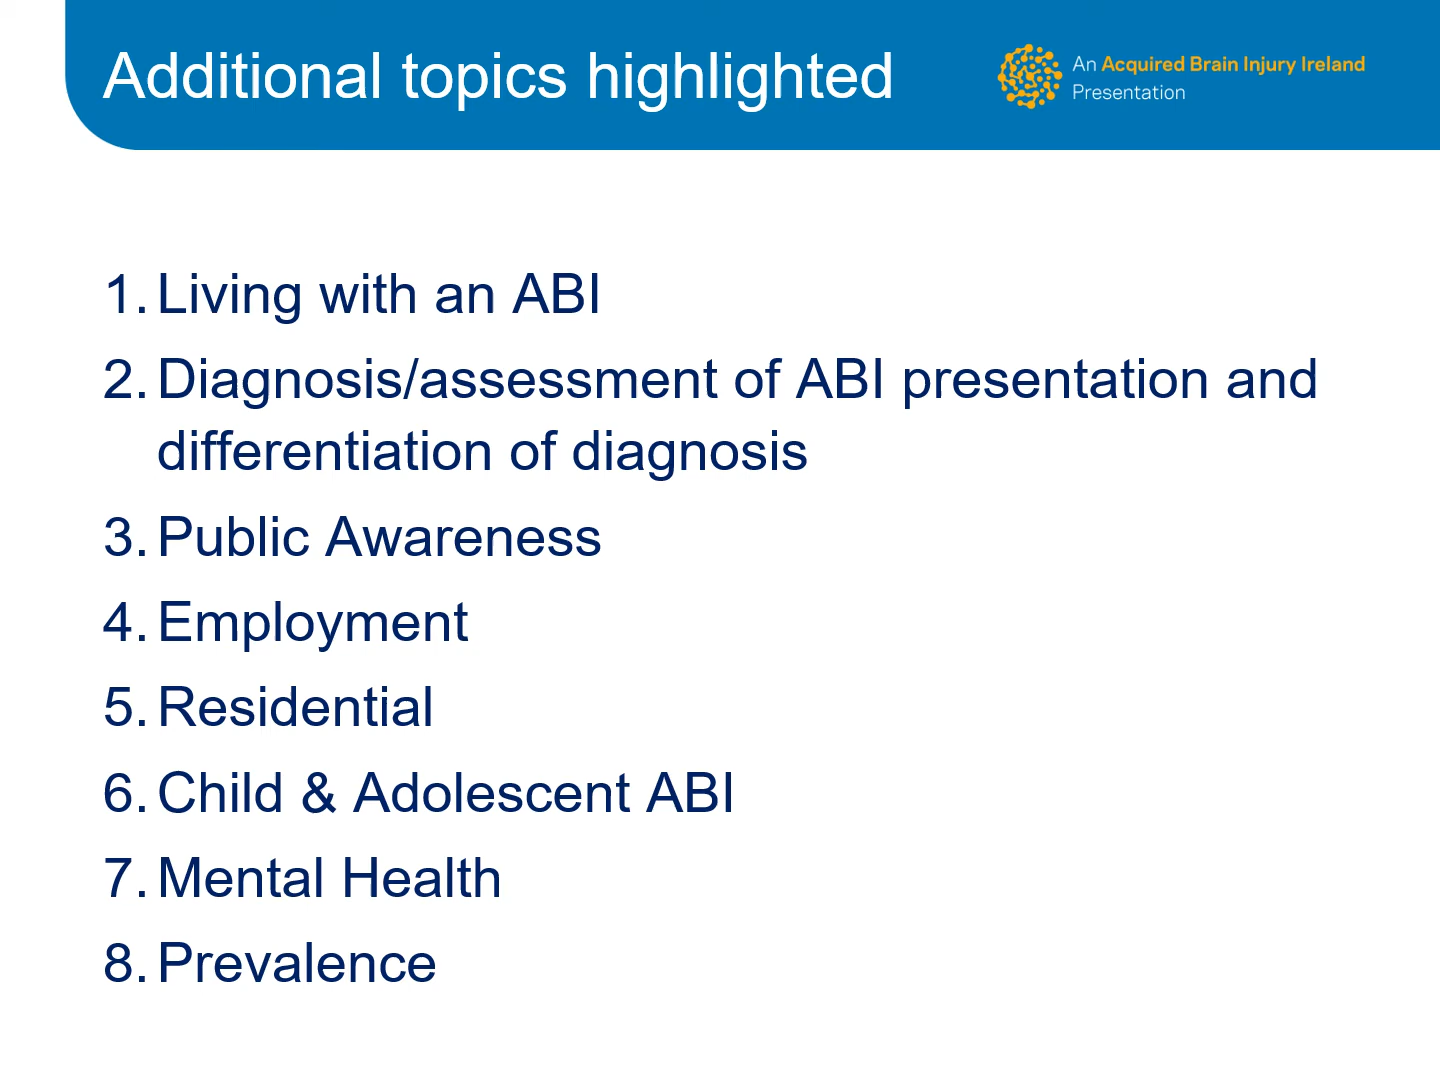 Additional topics highlighted
An Acquired Brain Injury Ireland
Presentation
1. Living with an ABI
2. Diagnosis/assessment of ABI presentation and
differentiation of diagnosis
3. Public Awareness
4. Employment
5. Residential
6. Child & Adolescent ABI
7. Mental Health
8. Prevalence